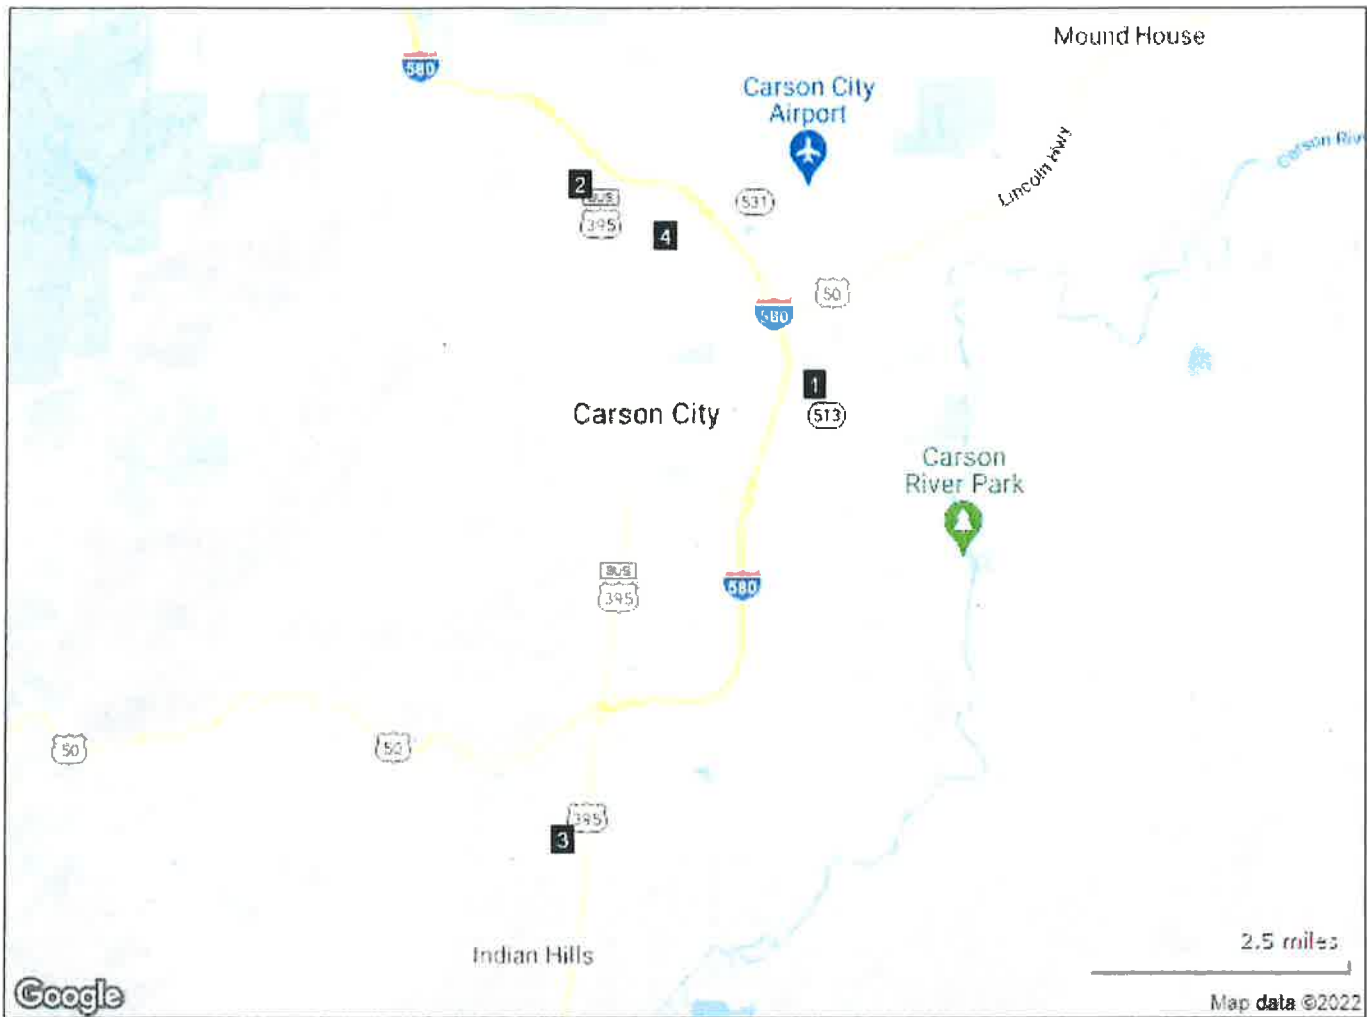 Mound House
580
Carson City
Airport
Lincoln Hwy
2
BUS
395
531
4
50
580
1
Carson City
513
Carson
River Park
BUS
395
580
50
50
395
3
Indian Hills
2.5 miles
Google
Map data ©2022